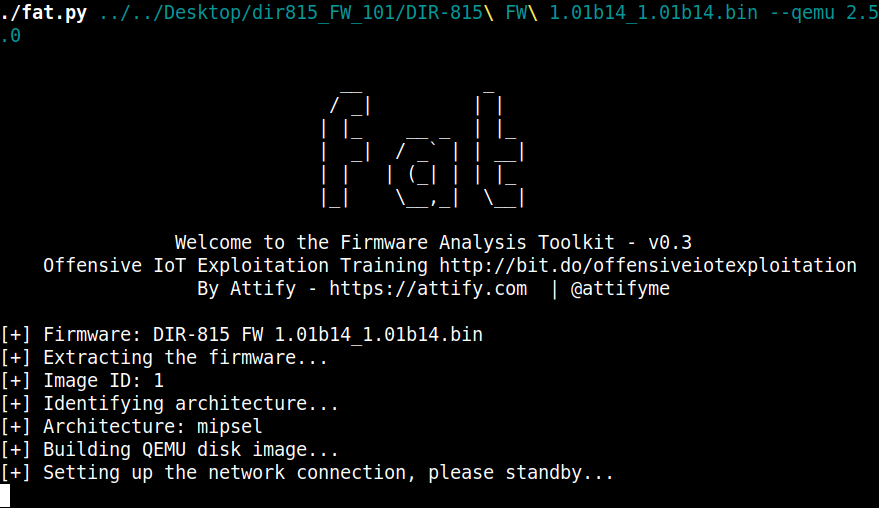 ./fat.py ../../Desktop/dir815_FW_101/DIR-815\ FW\ 1.01b14_1.01b14.bin --qemu 2.5
.0
fat
Welcome to the Firmware Analysis Toolkit - v0.3
Offensive IoT Exploitation Training http://bit.do/offensiveiotexploitation
By Attify - https://attify.com | @attifyme
[+] Firmware: DIR-815 FW 1.01b14_1.01b14.bin
[+] Extracting the firmware...
[+] Image ID: 1
[+] Identifying architecture...
[+] Architecture: mipsel
[+] Building QEMU disk image...
[+] Setting up the network connection, please standby...